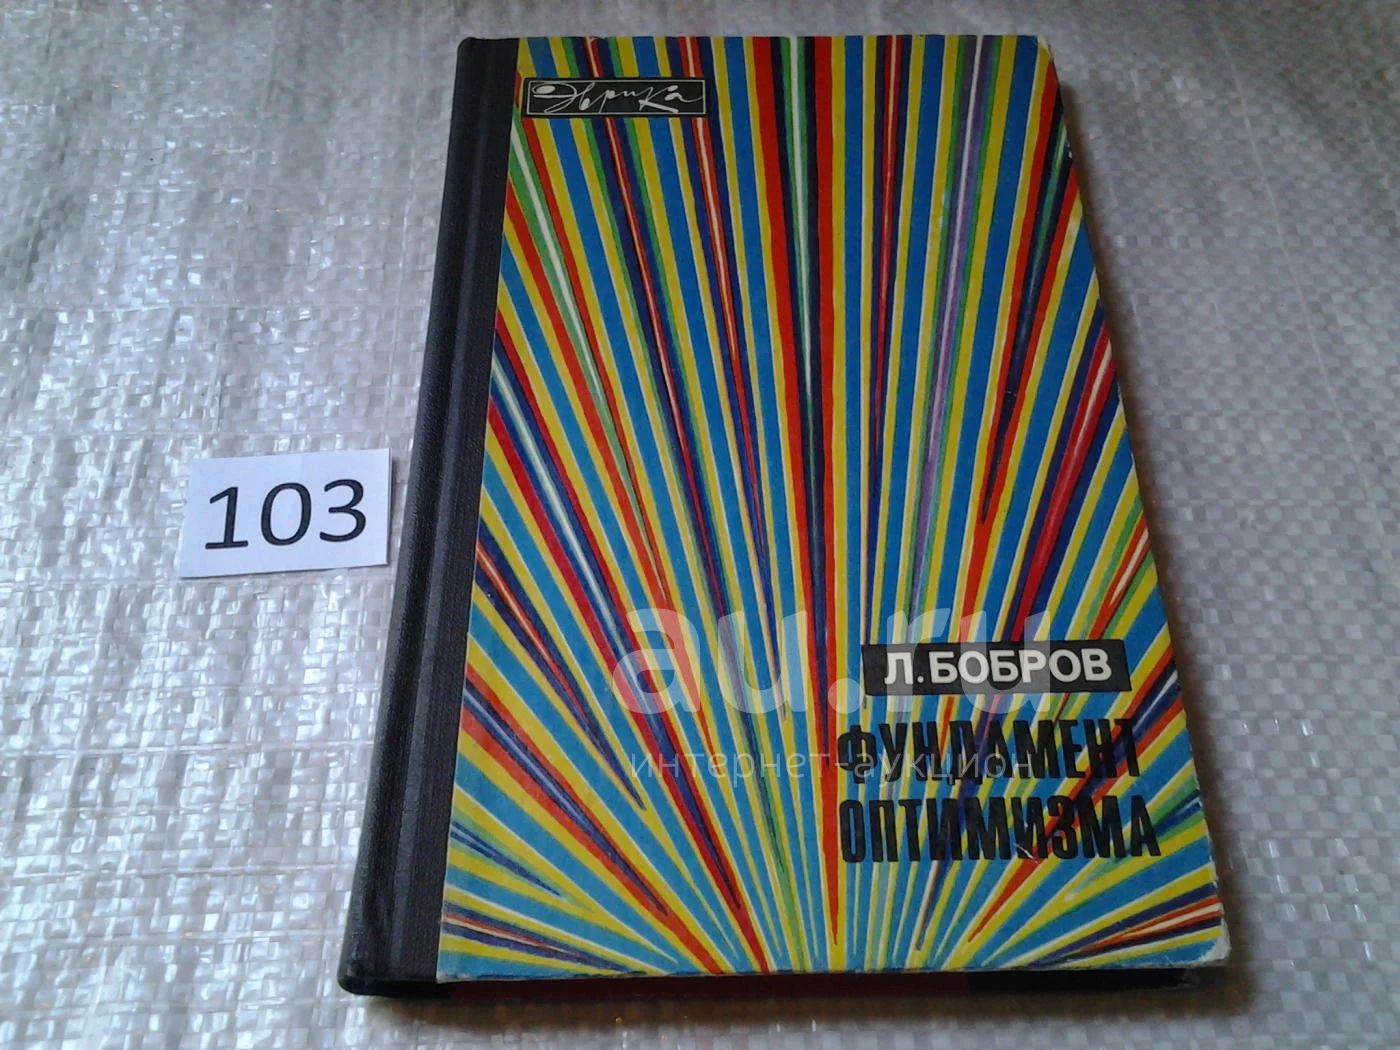 Эврика
103
au.ru
Л.БОБРОВ
интернет-аукцион
ФУНДАМЕНТ
ОПТИМИЗМА